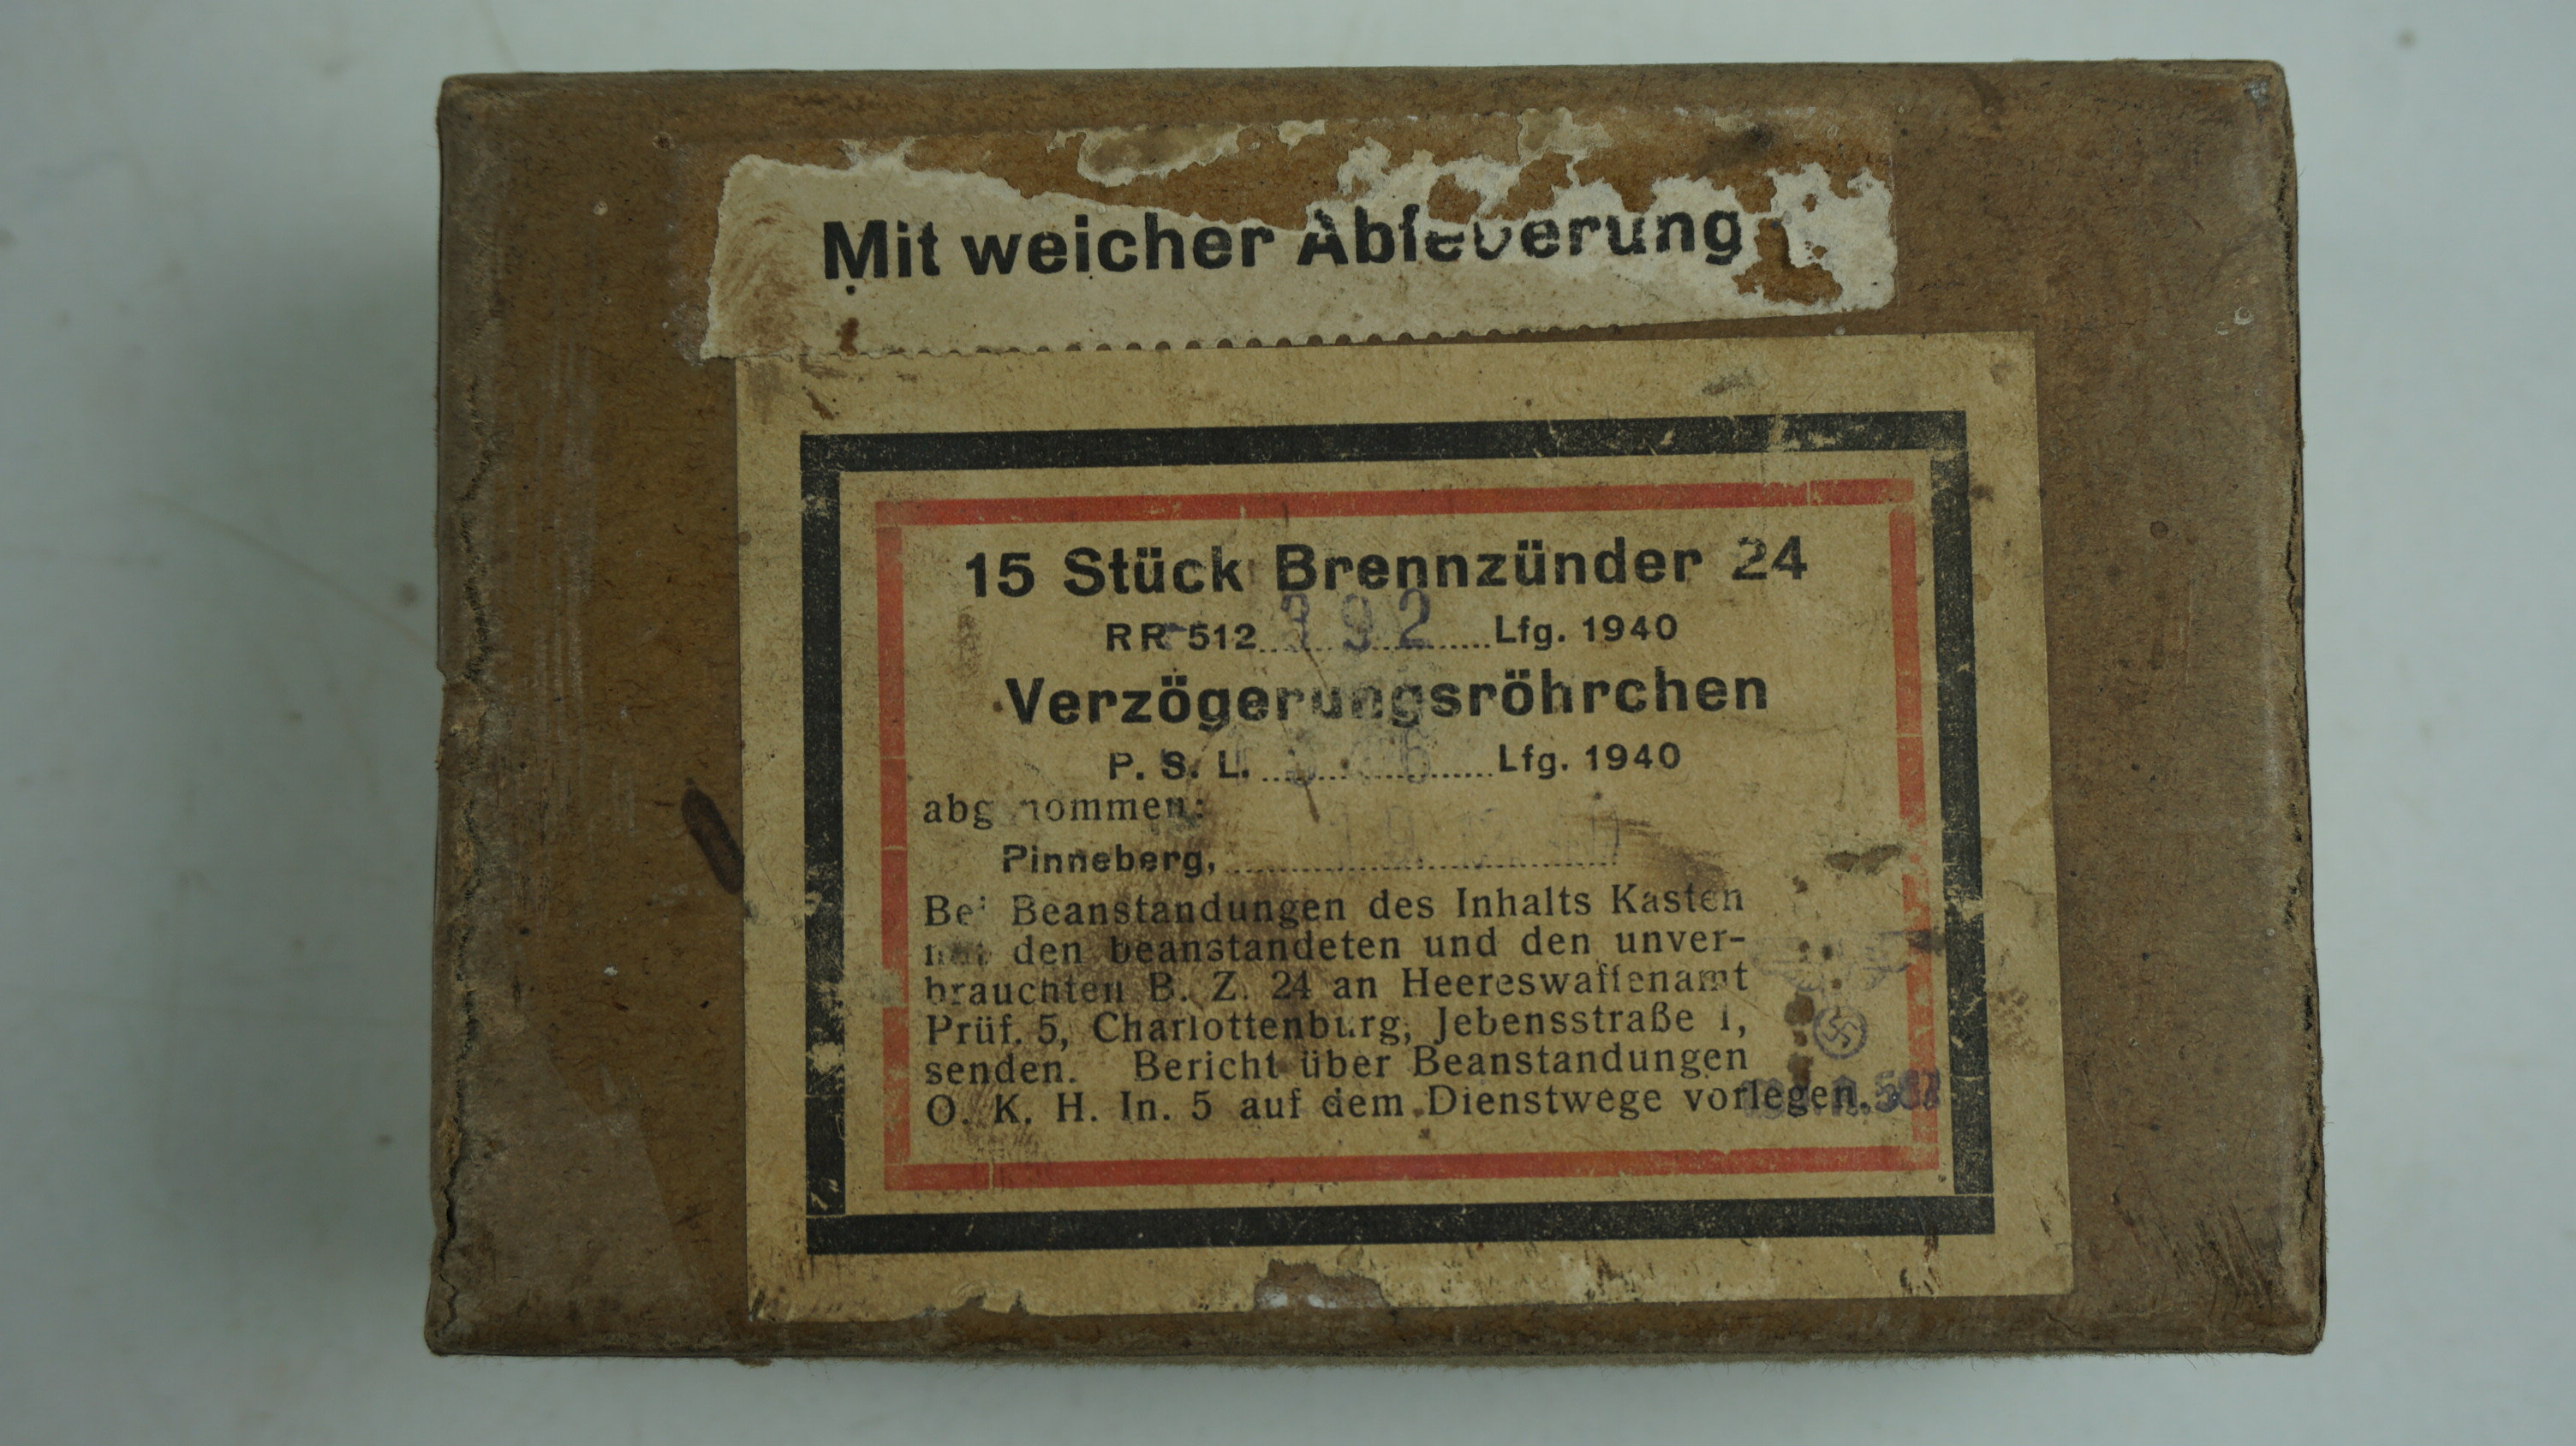 Mit weicher Abfederung
15 Stück Brennzünder 24
RR 512 392 Lfg. 1940
Verzögerungsröhrchen
P. S. L. Lfg. 1940
abgenommen:
Pinneberg,
Bei Beanstandungen des Inhalts Kasten
mit den beanstandeten und den unver-
brauchten B. Z. 24 an Heereswaffenamt
Prüf. 5, Charlottenburg, Jebensstraße 1,
senden. Bericht über Beanstandungen
O. K. H. In. 5 auf dem Dienstwege vorlegen.